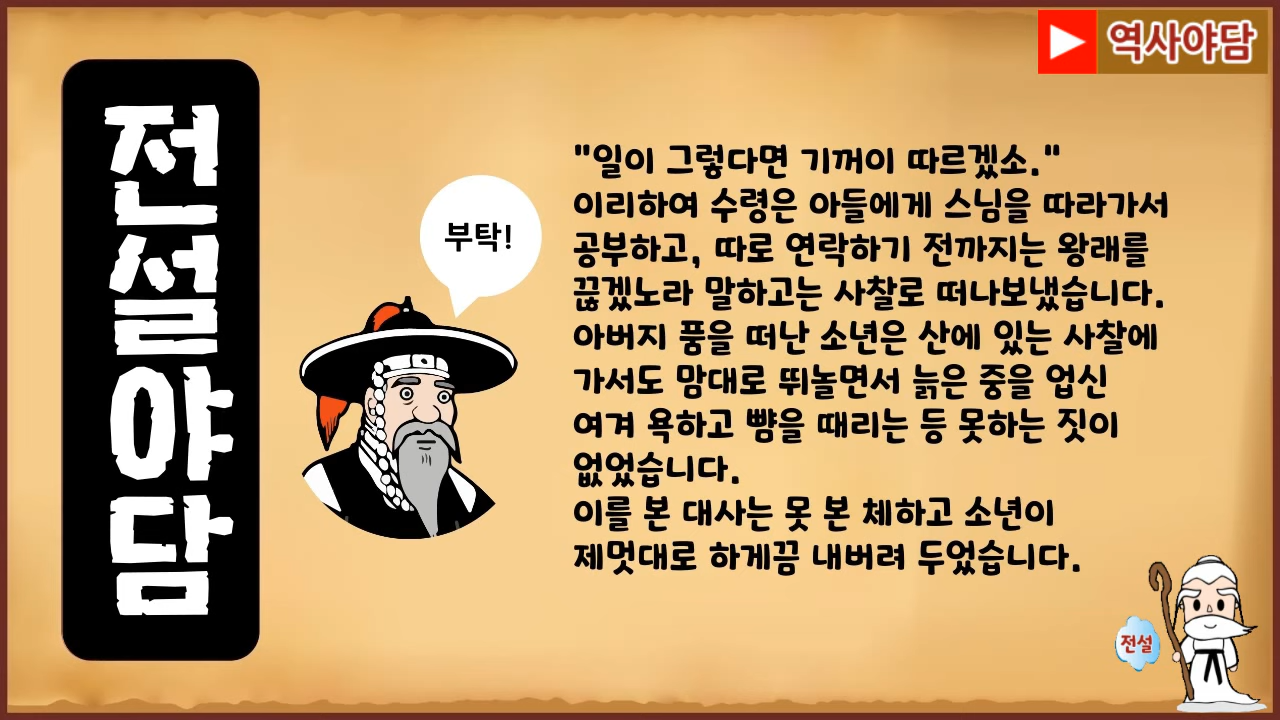 역사야담
전설야담
부탁!
"일이 그렇다면 기꺼이 따르겠소."
이리하여 수령은 아들에게 스님을 따라가서
공부하고, 따로 연락하기 전까지는 왕래를
끊겠노라 말하고는 사찰로 떠나보냈습니다.
아버지 품을 떠난 소년은 산에 있는 사찰에
가서도 맘대로 뛰놀면서 늙은 중을 업신
여겨 욕하고 뺨을 때리는 등 못하는 짓이
없었습니다.
이를 본 대사는 못 본 체하고 소년이
제멋대로 하게끔 내버려 두었습니다.
전설